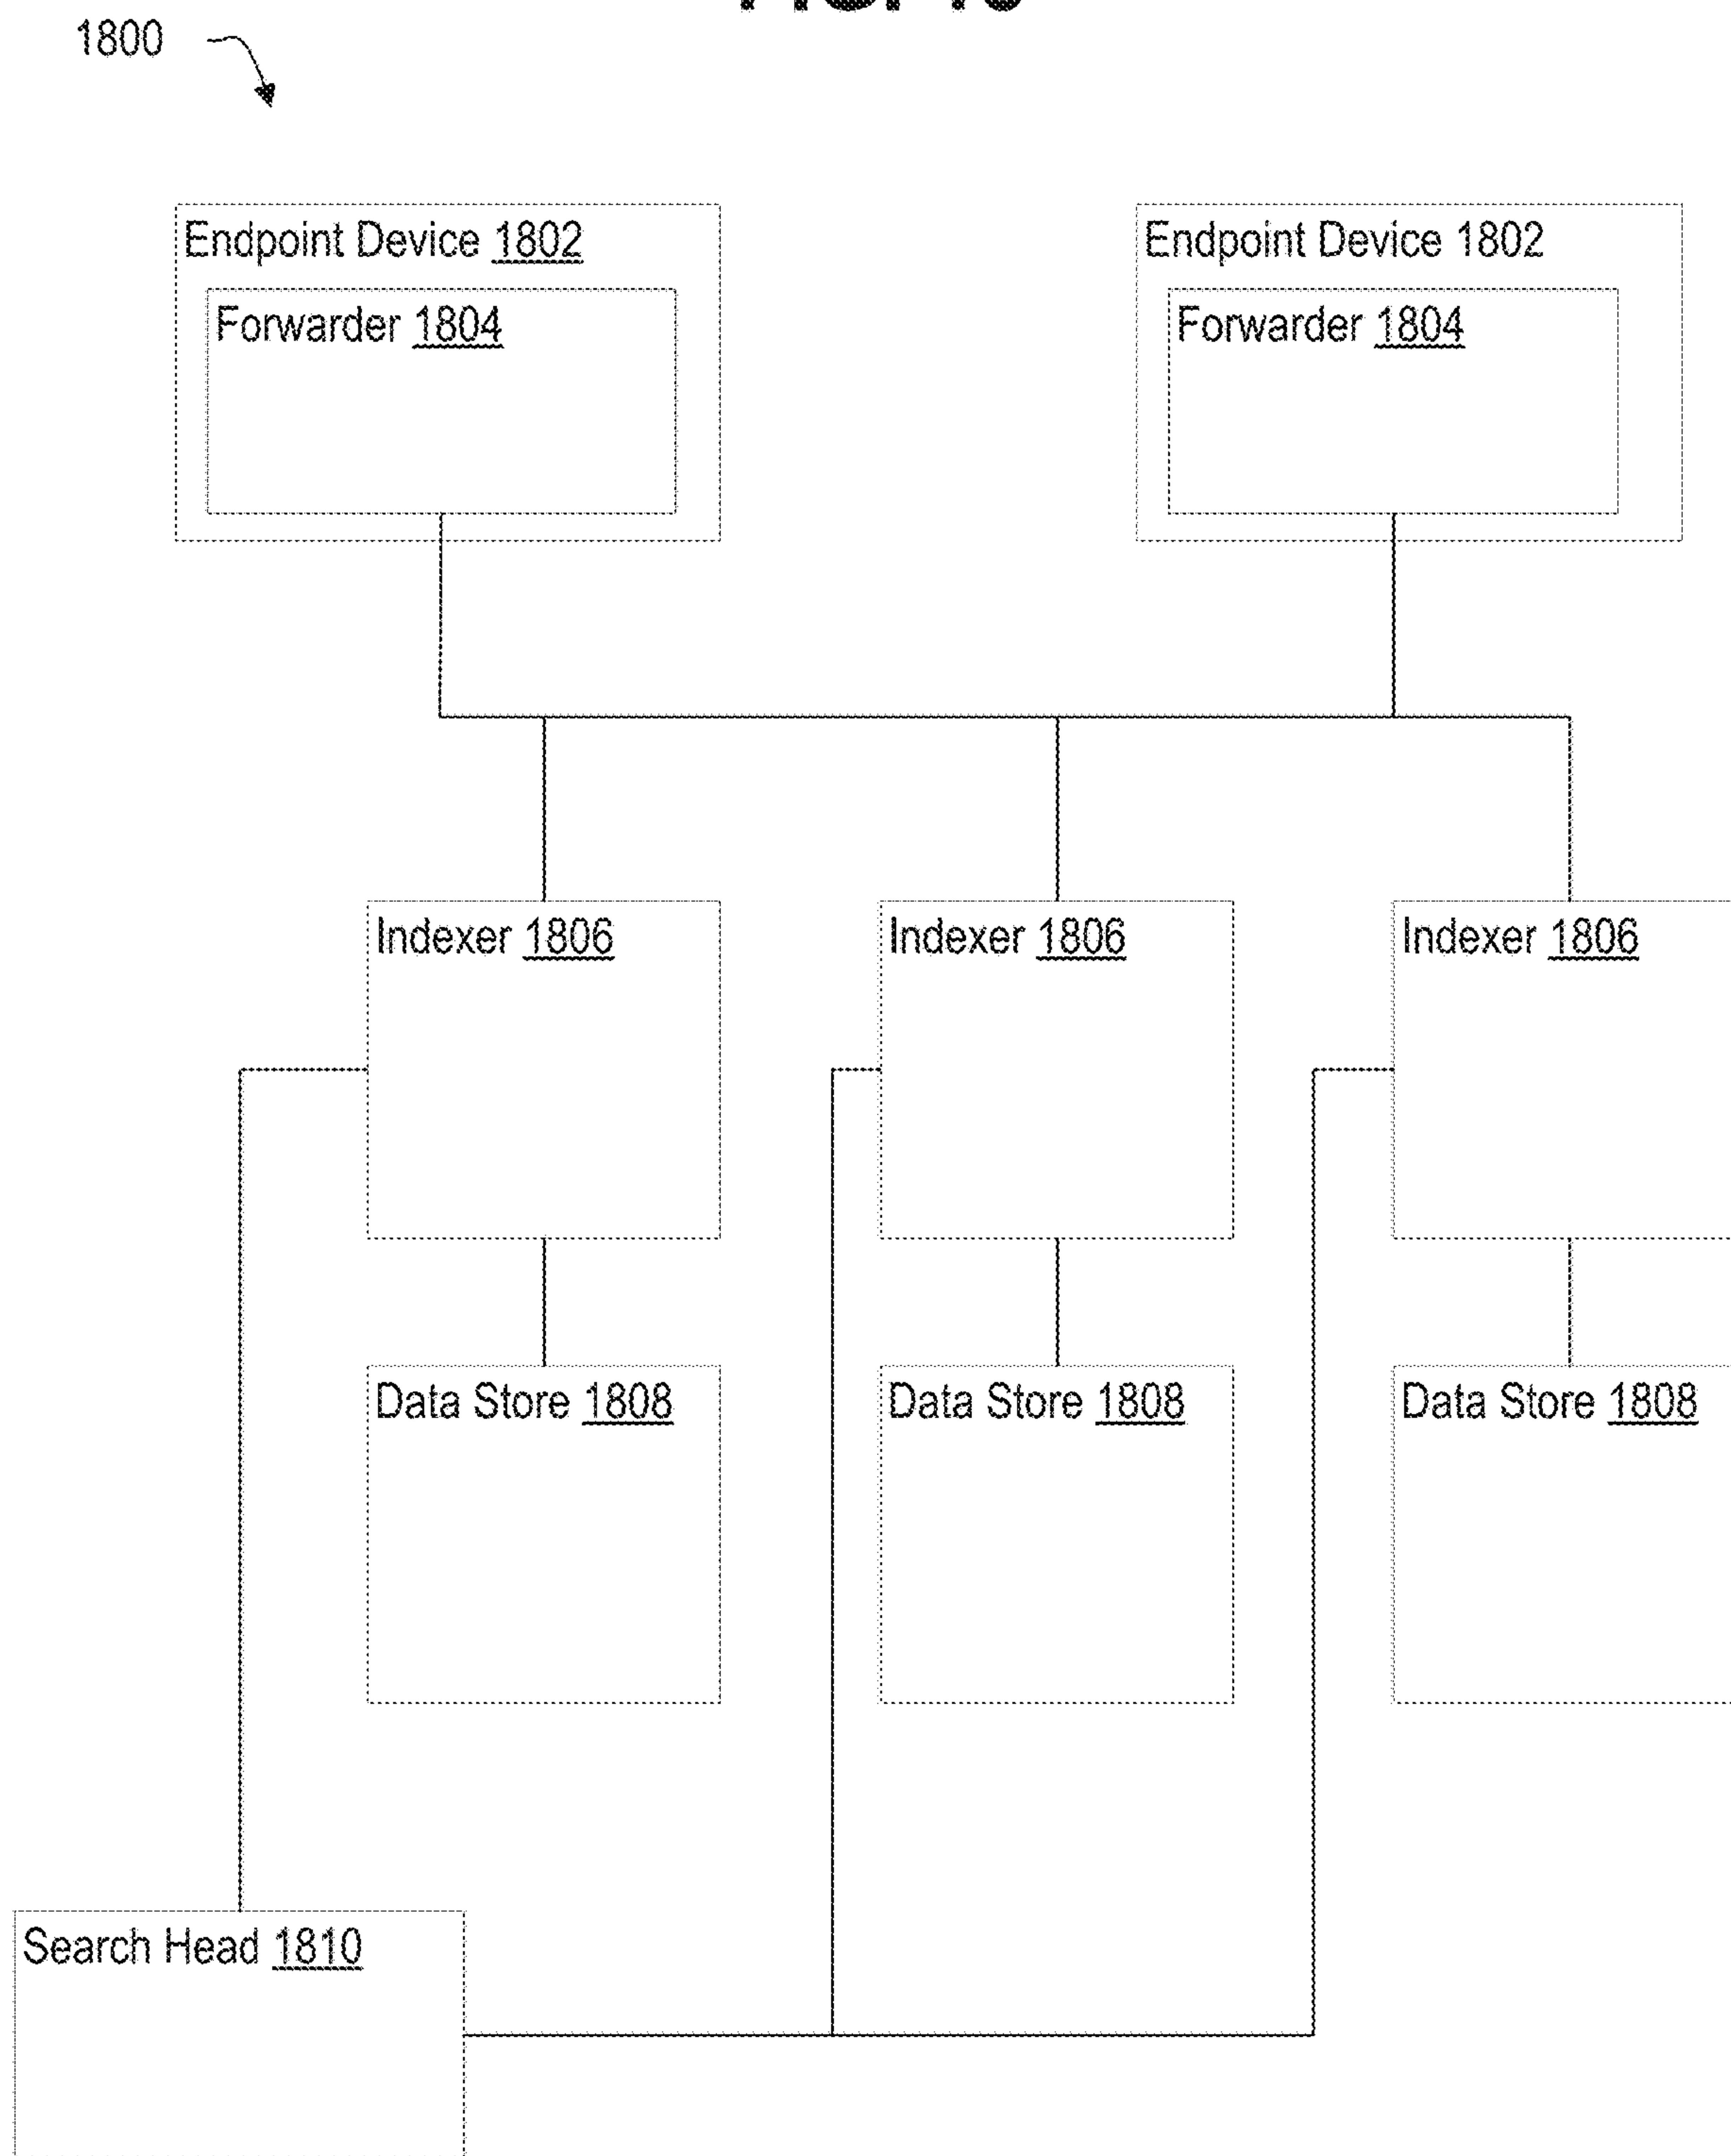 1800
Endpoint Device 1802
Endpoint Device 1802
Forwarder 1804
Forwarder 1804
Indexer 1806
Indexer 1806
Indexer 1806
Data Store 1808
Data Store 1808
Data Store 1808
Search Head 1810